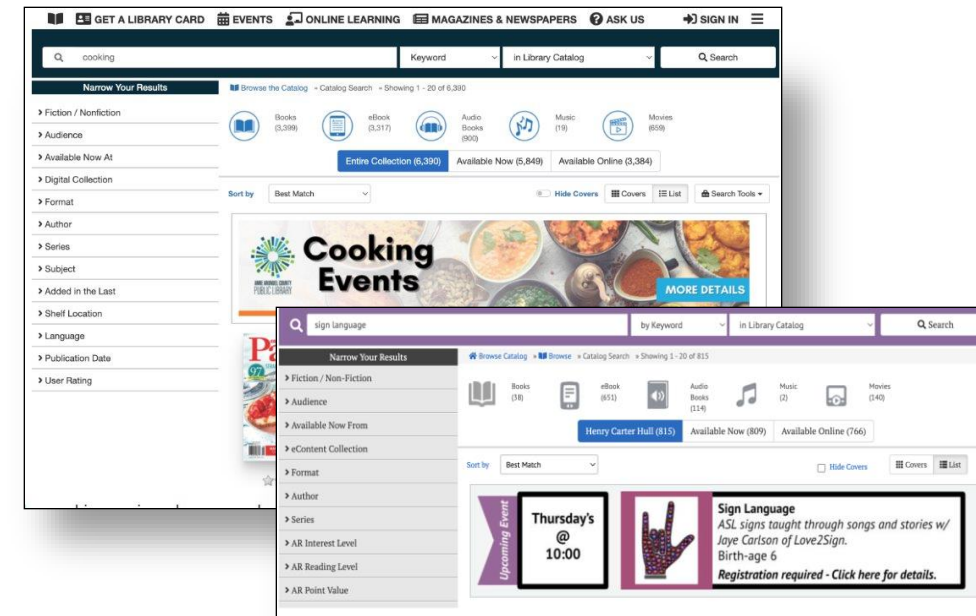 GET A LIBRARY CARD EVENTS ONLINE LEARNING MAGAZINES & NEWSPAPERS ASK US SIGN IN
cooking Keyword in Library Catalog Search
Narrow Your Results
Browse the Catalog » Catalog Search » Showing 1 - 20 of 6,390
Fiction / Nonfiction
Audience
Available Now At
Digital Collection
Format
Author
Series
Subject
Added in the Last
Shelf Location
Language
Publication Date
User Rating
Books (3,399)
eBook (3,317)
Audio Books (900)
Music (19)
Movies (659)
Entire Collection (6,390) Available Now (5,849) Available Online (3,384)
Sort by Best Match Hide Covers Covers List Search Tools
ANNE ARUNDEL COUNTY
PUBLIC LIBRARY
Cooking
Events
MORE DETAILS
97
sign language by Keyword in Library Catalog Search
Narrow Your Results
Browse Catalog » Browse » Catalog Search » Showing 1 - 20 of 815
Fiction / Non-Fiction
Audience
Available Now From
eContent Collection
Format
Author
Series
AR Interest Level
AR Reading Level
AR Point Value
Books (38)
eBook (651)
Audio Books (114)
Music (2)
Movies (140)
Henry Carter Hull (815) Available Now (809) Available Online (766)
Sort by Best Match Hide Covers Covers List
Upcoming Event
Thursday's
@
10:00
Sign Language
ASL signs taught through songs and stories w/
Jaye Carlson of Love2Sign.
Birth-age 6
Registration required - Click here for details.